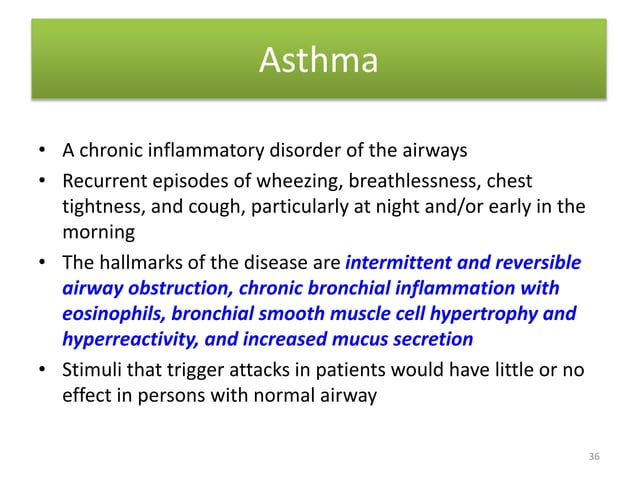 Asthma
• A chronic inflammatory disorder of the airways
• Recurrent episodes of wheezing, breathlessness, chest
tightness, and cough, particularly at night and/or early in the
morning
• The hallmarks of the disease are intermittent and reversible
airway obstruction, chronic bronchial inflammation with
eosinophils, bronchial smooth muscle cell hypertrophy and
hyperreactivity, and increased mucus secretion
• Stimuli that trigger attacks in patients would have little or no
effect in persons with normal airway
36